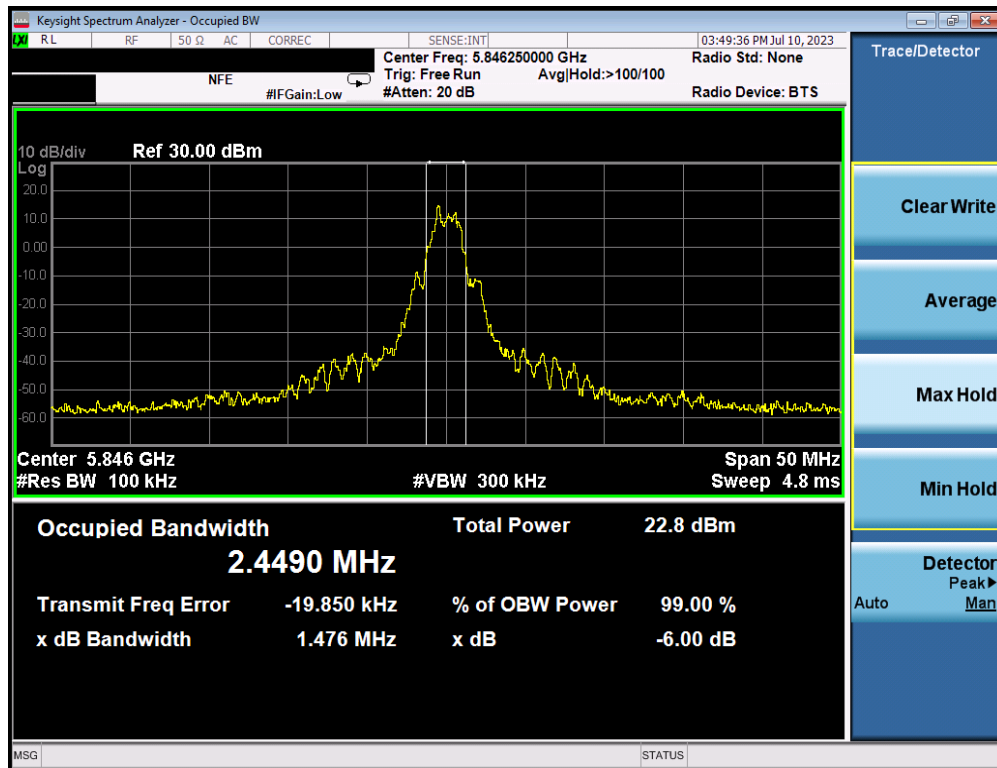 Keysight Spectrum Analyzer - Occupied BW
LXI RL RF 50 Ω AC CORREC SENSE:INT 03:49:36 PM Jul 10, 2023
Center Freq: 5.846250000 GHz Radio Std: None
NFE Trig: Free Run Avg|Hold:>100/100
#IFGain:Low #Atten: 20 dB Radio Device: BTS
10 dB/div Ref 30.00 dBm
Log
20.0
10.0
0.00
-10.0
-20.0
-30.0
-40.0
-50.0
-60.0
Center 5.846 GHz Span 50 MHz
#Res BW 100 kHz #VBW 300 kHz Sweep 4.8 ms
Occupied Bandwidth Total Power 22.8 dBm
2.4490 MHz
Transmit Freq Error -19.850 kHz % of OBW Power 99.00 %
x dB Bandwidth 1.476 MHz x dB -6.00 dB
MSG STATUS
Trace/Detector
Clear Write
Average
Max Hold
Min Hold
Detector
Peak▶
Auto Man